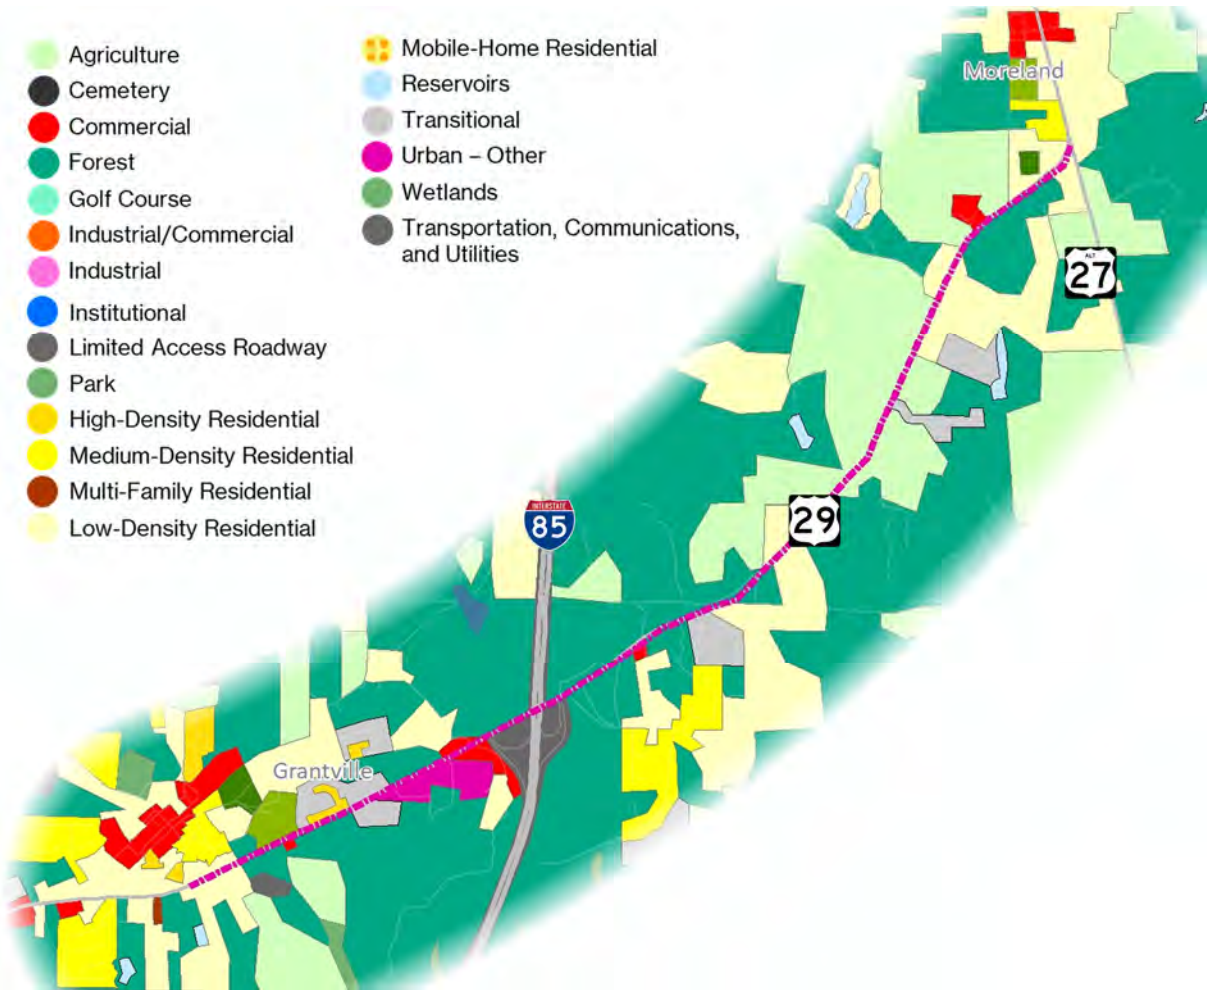 Agriculture
Cemetery
Commercial
Forest
Golf Course
Industrial/Commercial
Industrial
Institutional
Limited Access Roadway
Park
High-Density Residential
Medium-Density Residential
Multi-Family Residential
Low-Density Residential
Mobile-Home Residential
Reservoirs
Transitional
Urban – Other
Wetlands
Transportation, Communications,
and Utilities
Moreland
ALT
27
29
INTERSTATE
85
Grantville